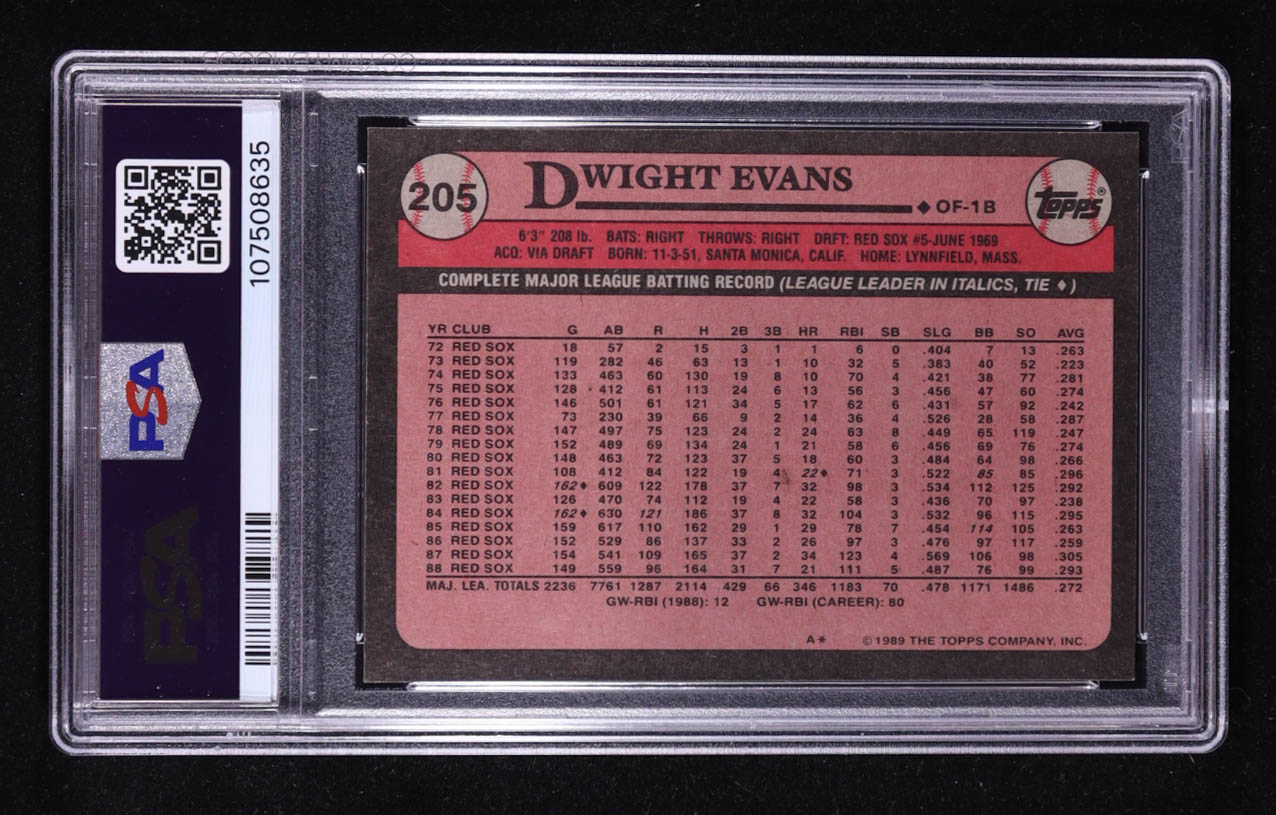 107508635
PSA
PSA
205
DWIGHT EVANS
♦ OF-1B
Topps®
6'3" 208 lb. BATS: RIGHT THROWS: RIGHT DRFT: RED SOX #5-JUNE 1969
ACQ: VIA DRAFT BORN: 11-3-51, SANTA MONICA, CALIF. HOME: LYNNFIELD, MASS.
COMPLETE MAJOR LEAGUE BATTING RECORD (LEAGUE LEADER IN ITALICS, TIE ♦)
YR CLUB G AB R H 2B 3B HR RBI SB SLG BB SO AVG
72 RED SOX 18 57 2 15 3 1 1 6 0 .404 7 13 .263
73 RED SOX 119 282 46 63 13 1 10 32 5 .383 40 52 .223
74 RED SOX 133 463 60 130 19 8 10 70 4 .421 38 77 .281
75 RED SOX 128 412 61 113 24 6 13 56 3 .456 47 60 .274
76 RED SOX 146 501 61 121 34 5 17 62 6 .431 57 92 .242
77 RED SOX 73 230 39 66 9 2 14 36 4 .526 28 58 .287
78 RED SOX 147 497 75 123 24 2 24 63 8 .449 65 119 .247
79 RED SOX 152 489 69 134 24 1 21 58 6 .456 69 76 .274
80 RED SOX 148 463 72 123 37 5 18 60 3 .484 64 98 .266
81 RED SOX 108 412 84 122 19 4 22♦ 71 3 .522 85 85 .296
82 RED SOX 162♦ 609 122 178 37 7 32 98 3 .534 112 125 .292
83 RED SOX 126 470 74 112 19 4 22 58 3 .436 70 97 .238
84 RED SOX 162♦ 630 121 186 37 8 32 104 3 .532 96 115 .295
85 RED SOX 159 617 110 162 29 1 29 78 7 .454 114 105 .263
86 RED SOX 152 529 86 137 33 2 26 97 3 .476 97 117 .259
87 RED SOX 154 541 109 165 37 2 34 123 4 .569 106 98 .305
88 RED SOX 149 559 96 164 31 7 21 111 5 .487 76 99 .293
MAJ. LEA. TOTALS 2236 7761 1287 2114 429 66 346 1183 70 .478 1171 1486 .272
GW-RBI (1988): 12 GW-RBI (CAREER): 80
A* ©1989 THE TOPPS COMPANY, INC.